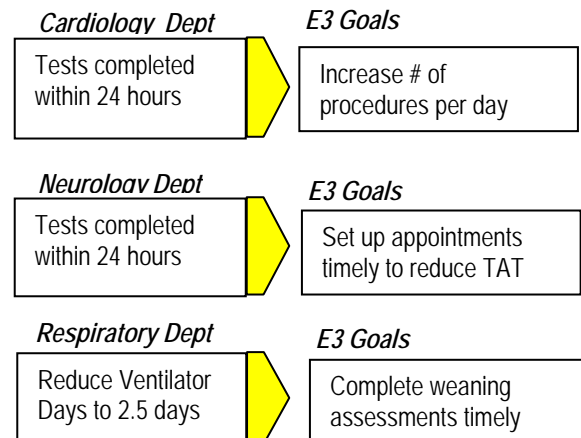 Cardiology Dept
E3 Goals
Tests completed
within 24 hours
Increase # of
procedures per day
Neurology Dept
E3 Goals
Tests completed
within 24 hours
Set up appointments
timely to reduce TAT
Respiratory Dept
E3 Goals
Reduce Ventilator
Days to 2.5 days
Complete weaning
assessments timely